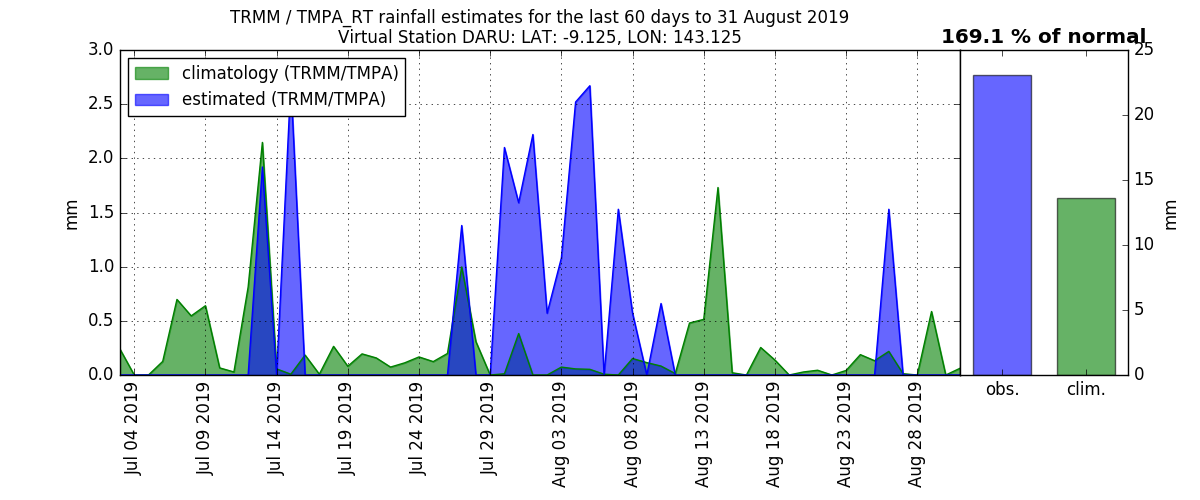 TRMM / TMPA_RT rainfall estimates for the last 60 days to 31 August 2019
Virtual Station DARU: LAT: -9.125, LON: 143.125
169.1 % of normal
climatology (TRMM/TMPA)
estimated (TRMM/TMPA)
mm
3.0
2.5
2.0
1.5
1.0
0.5
0.0
Jul 04 2019
Jul 09 2019
Jul 14 2019
Jul 19 2019
Jul 24 2019
Jul 29 2019
Aug 03 2019
Aug 08 2019
Aug 13 2019
Aug 18 2019
Aug 23 2019
Aug 28 2019
25
20
15
10
5
0
mm
obs.
clim.